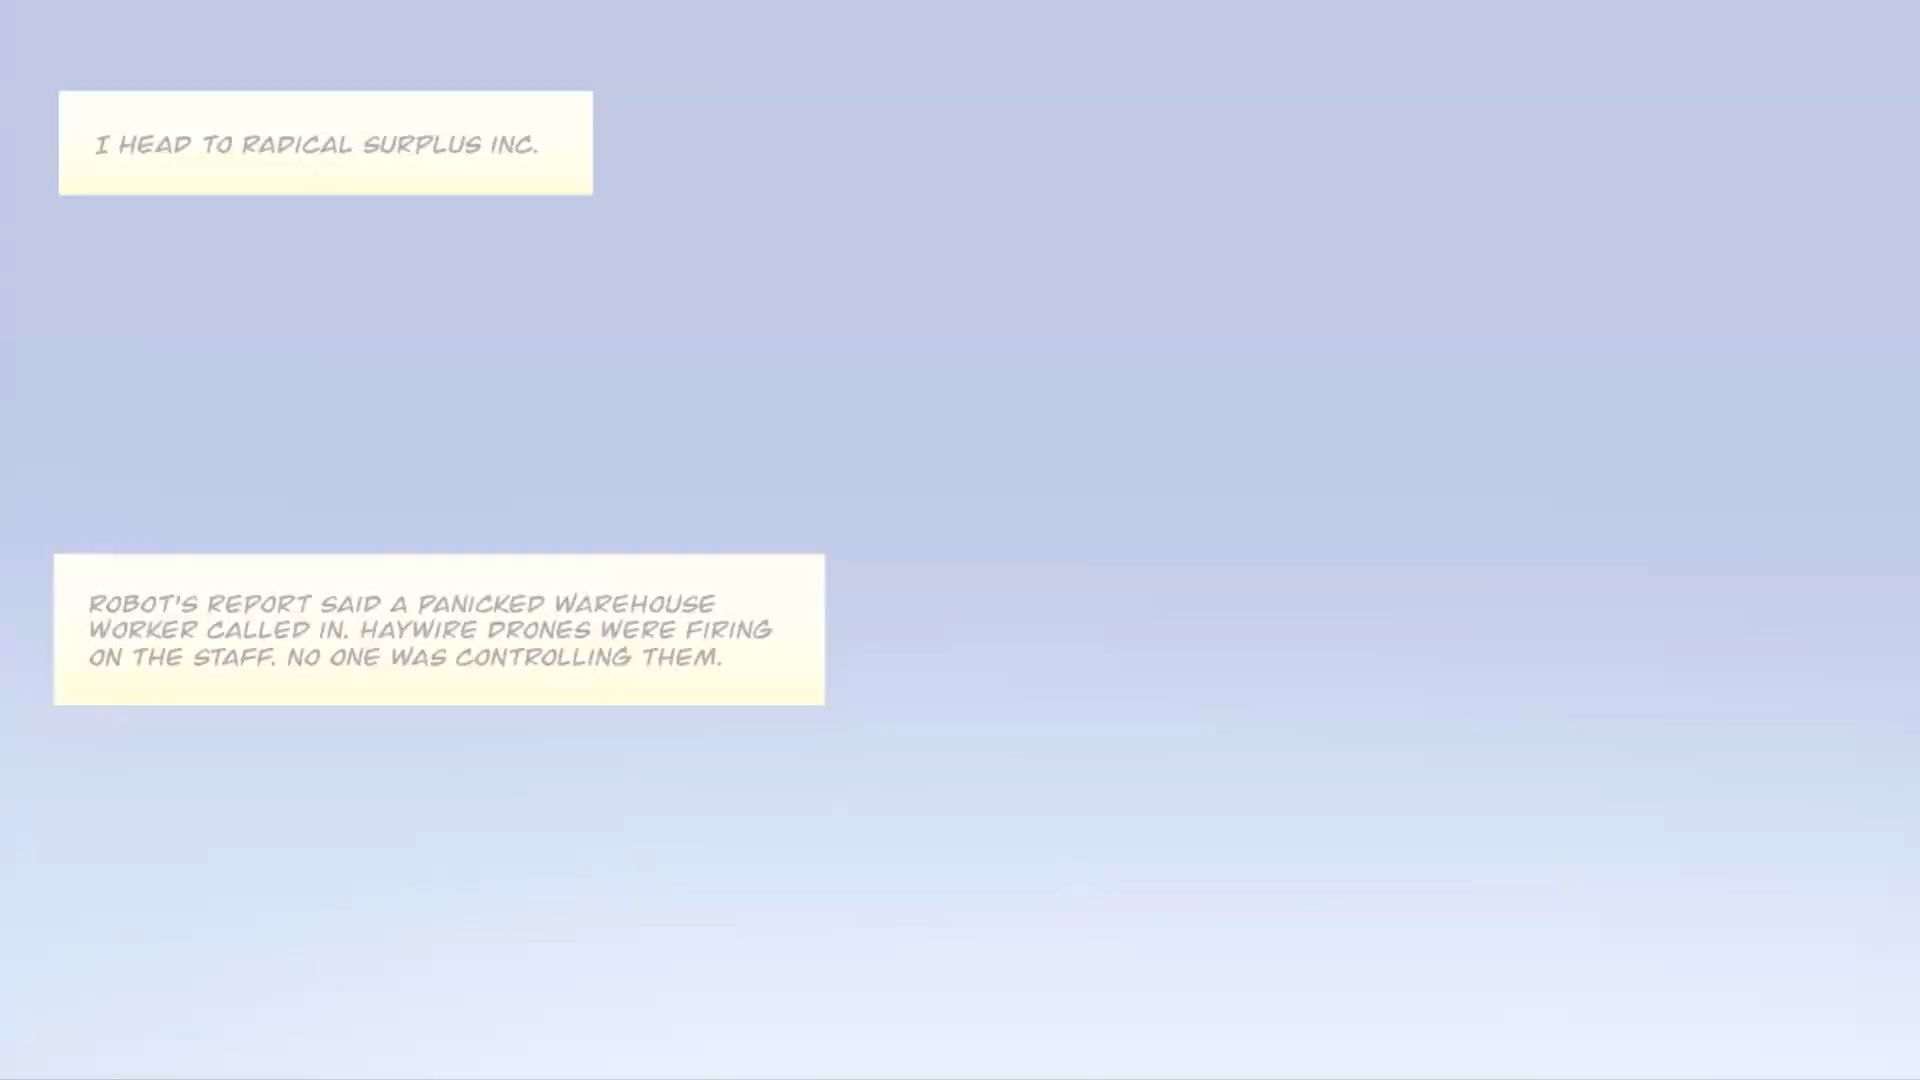 I HEAD TO RADICAL SURPLUS INC.
ROBOT'S REPORT SAID A PANICKED WAREHOUSE
WORKER CALLED IN. HAYWIRE DRONES WERE FIRING
ON THE STAFF. NO ONE WAS CONTROLLING THEM.